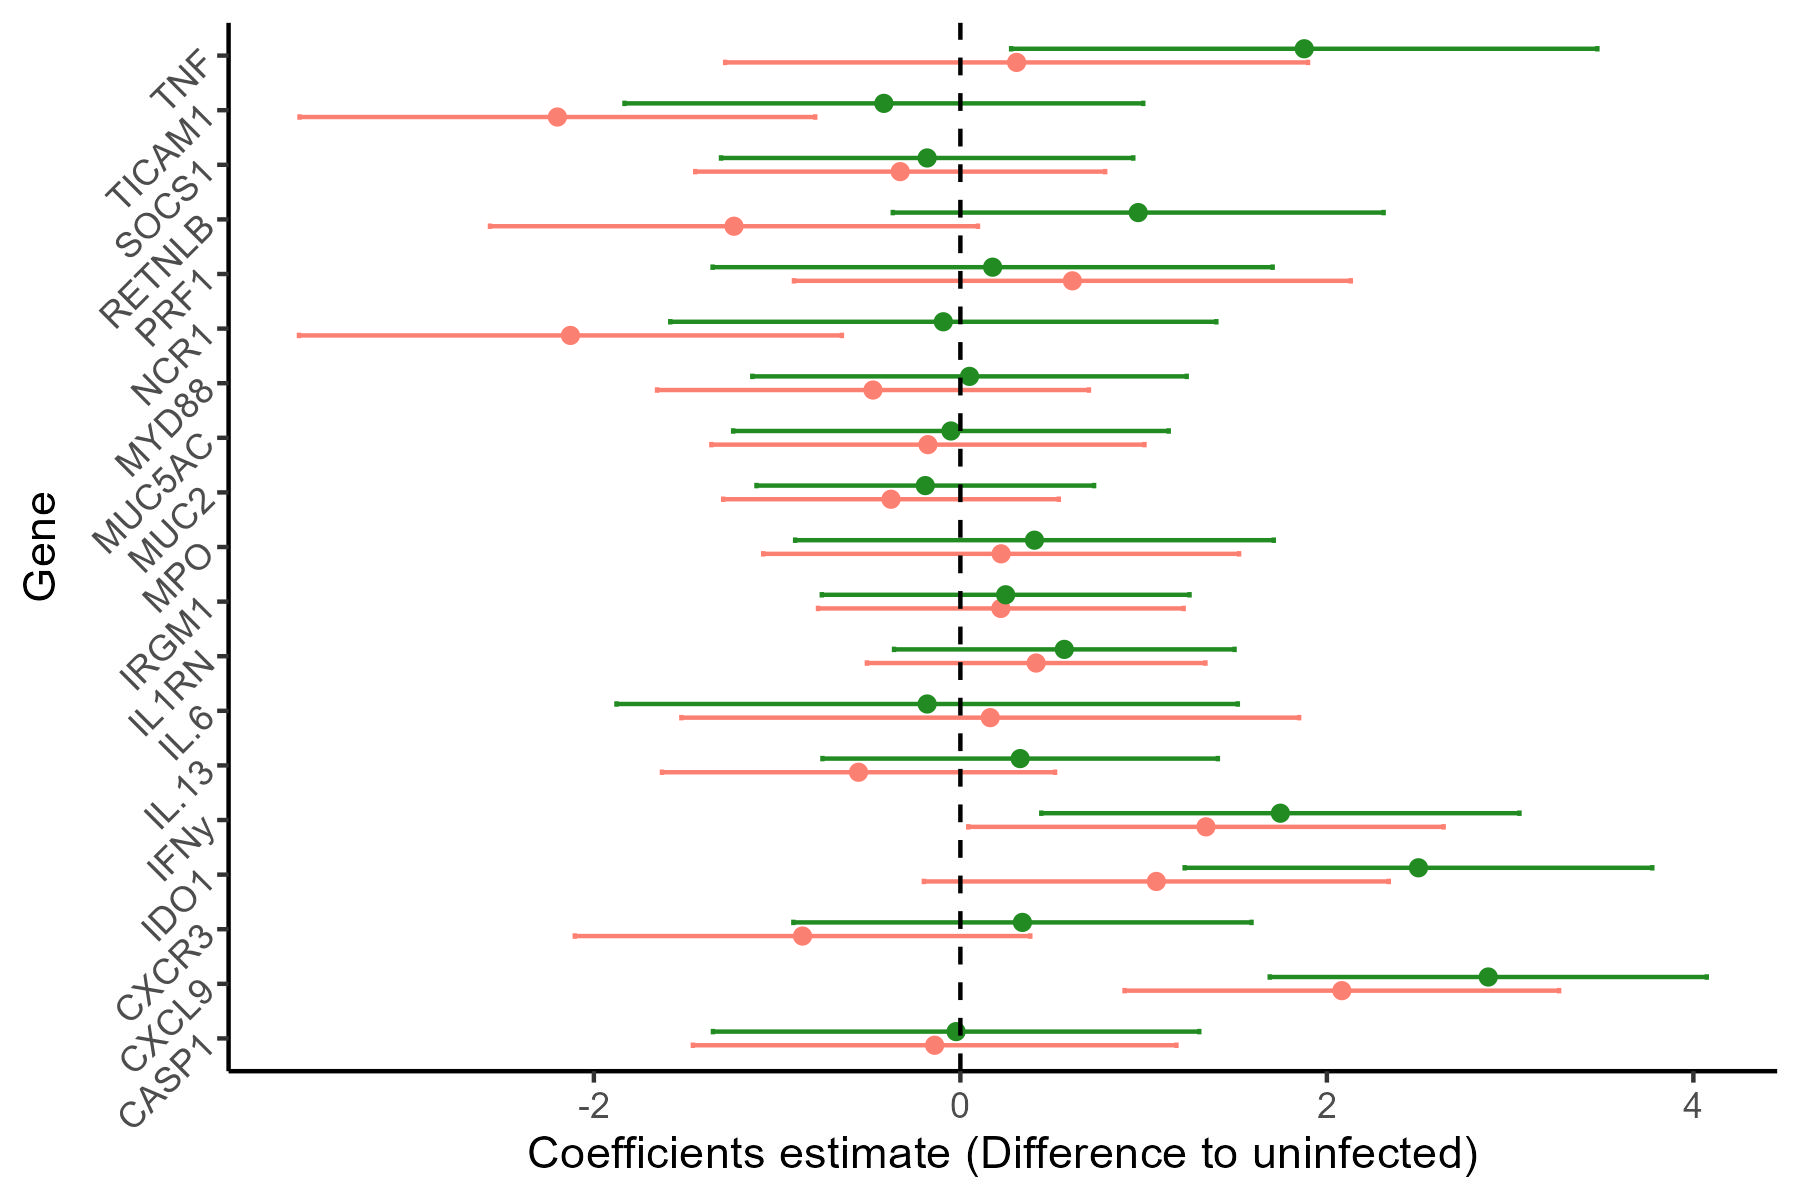 Gene
TNF
TICAM1
SOCS1
RETNLB
PRF1
NCR1
MYD88
MUC5AC
MUC2
MPO
IRGM1
IL1RN
IL.6
IL.13
IFNy
IDO1
CXCR3
CXCL9
CASP1
-2 0 2 4
Coefficients estimate (Difference to uninfected)